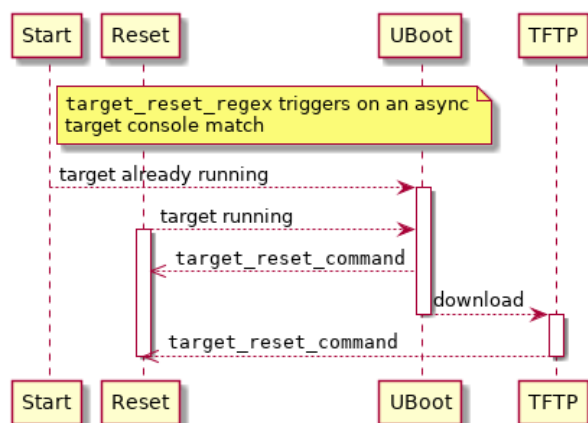 Start Reset UBoot TFTP
target_reset_regex triggers on an async
target console match
target already running
target running
target_reset_command
download
target_reset_command
Start Reset UBoot TFTP